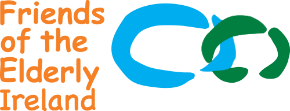 Friends
of the
Elderly
Ireland